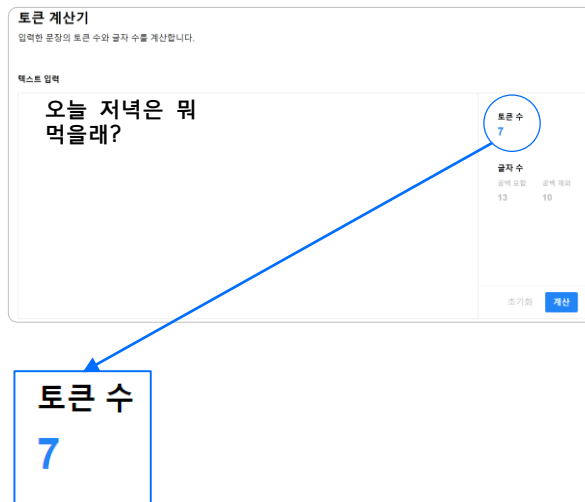 토큰 계산기
입력한 문장의 토큰 수와 글자 수를 계산합니다.
텍스트 입력
오늘 저녁은 뭐
먹을래?
토큰 수
7
글자 수
공백 포함 공백 제외
13 10
초기화 계산
토큰 수
7